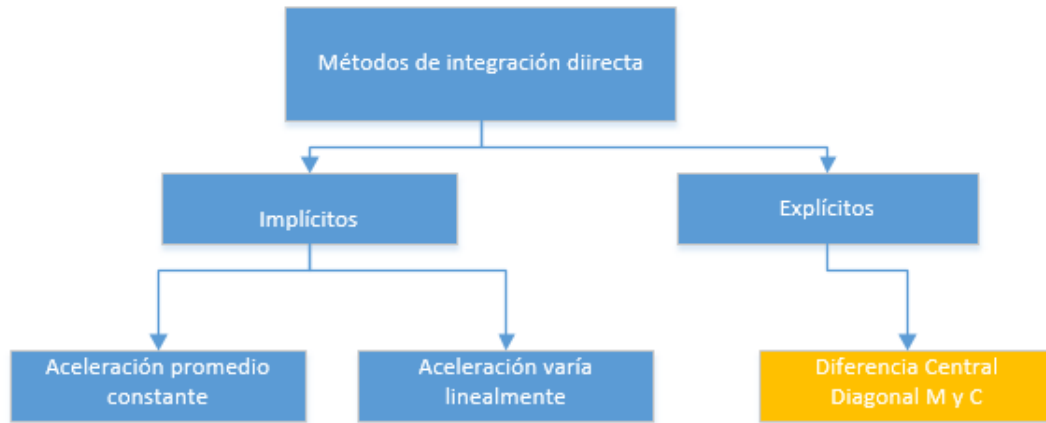 Métodos de integración diirecta
Implícitos
Explícitos
Aceleración promedio
constante
Aceleración varía
linealmente
Diferencia Central
Diagonal M y C